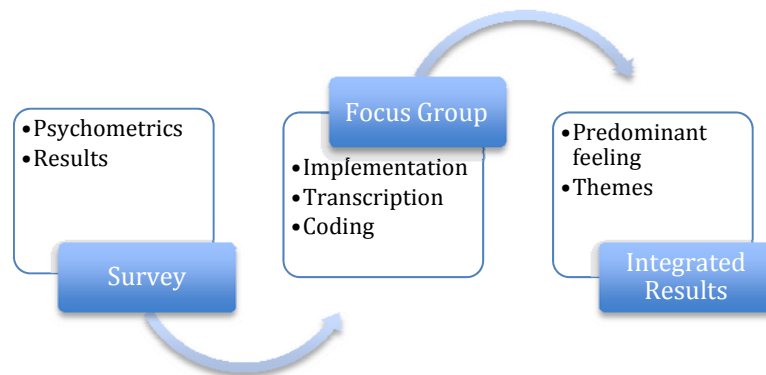 •Psychometrics
•Results
Survey
Focus Group
•Implementation
•Transcription
•Coding
•Predominant
feeling
•Themes
Integrated
Results